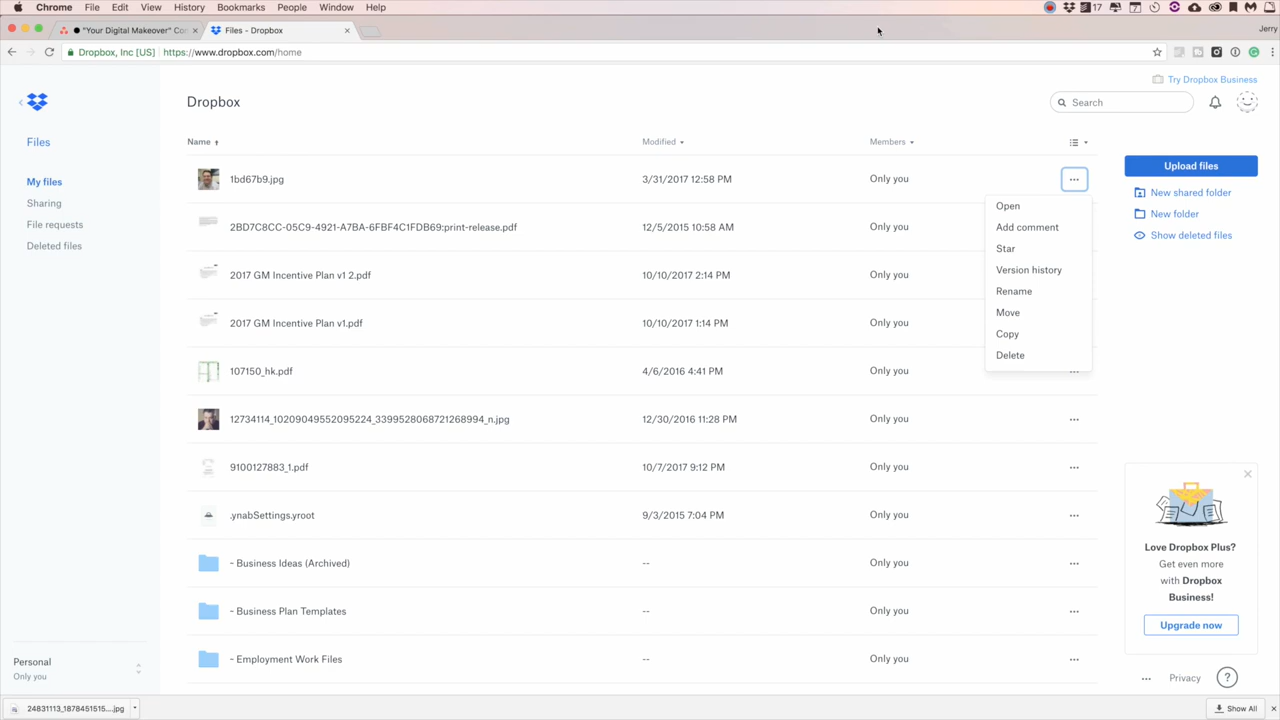 Chrome File Edit View History Bookmarks People Window Help
17
7
"Your Digital Makeover" Co
Files - Dropbox
Jerry
Dropbox, Inc [US] https://www.dropbox.com/home
Try Dropbox Business
Dropbox
Search
Files
My files
Sharing
File requests
Deleted files
Name Modified Members
1bd67b9.jpg 3/31/2017 12:58 PM Only you
2BD7C8CC-05C9-4921-A7BA-6FBF4C1FDB69:print-release.pdf 12/5/2015 10:58 AM Only you
2017 GM Incentive Plan v1 2.pdf 10/10/2017 2:14 PM Only you
2017 GM Incentive Plan v1.pdf 10/10/2017 1:14 PM Only you
107150_hk.pdf 4/6/2016 4:41 PM Only you
12734114_10209049552095224_3399528068721268994_n.jpg 12/30/2016 11:28 PM Only you
9100127883_1.pdf 10/7/2017 9:12 PM Only you
.ynabSettings.yroot 9/3/2015 7:04 PM Only you
- Business Ideas (Archived) -- Only you
- Business Plan Templates -- Only you
- Employment Work Files -- Only you
Open
Add comment
Star
Version history
Rename
Move
Copy
Delete
Upload files
New shared folder
New folder
Show deleted files
Love Dropbox Plus?
Get even more
with Dropbox
Business!
Upgrade now
Personal
Only you
Privacy
?
24831113_1878451515....jpg
Show All